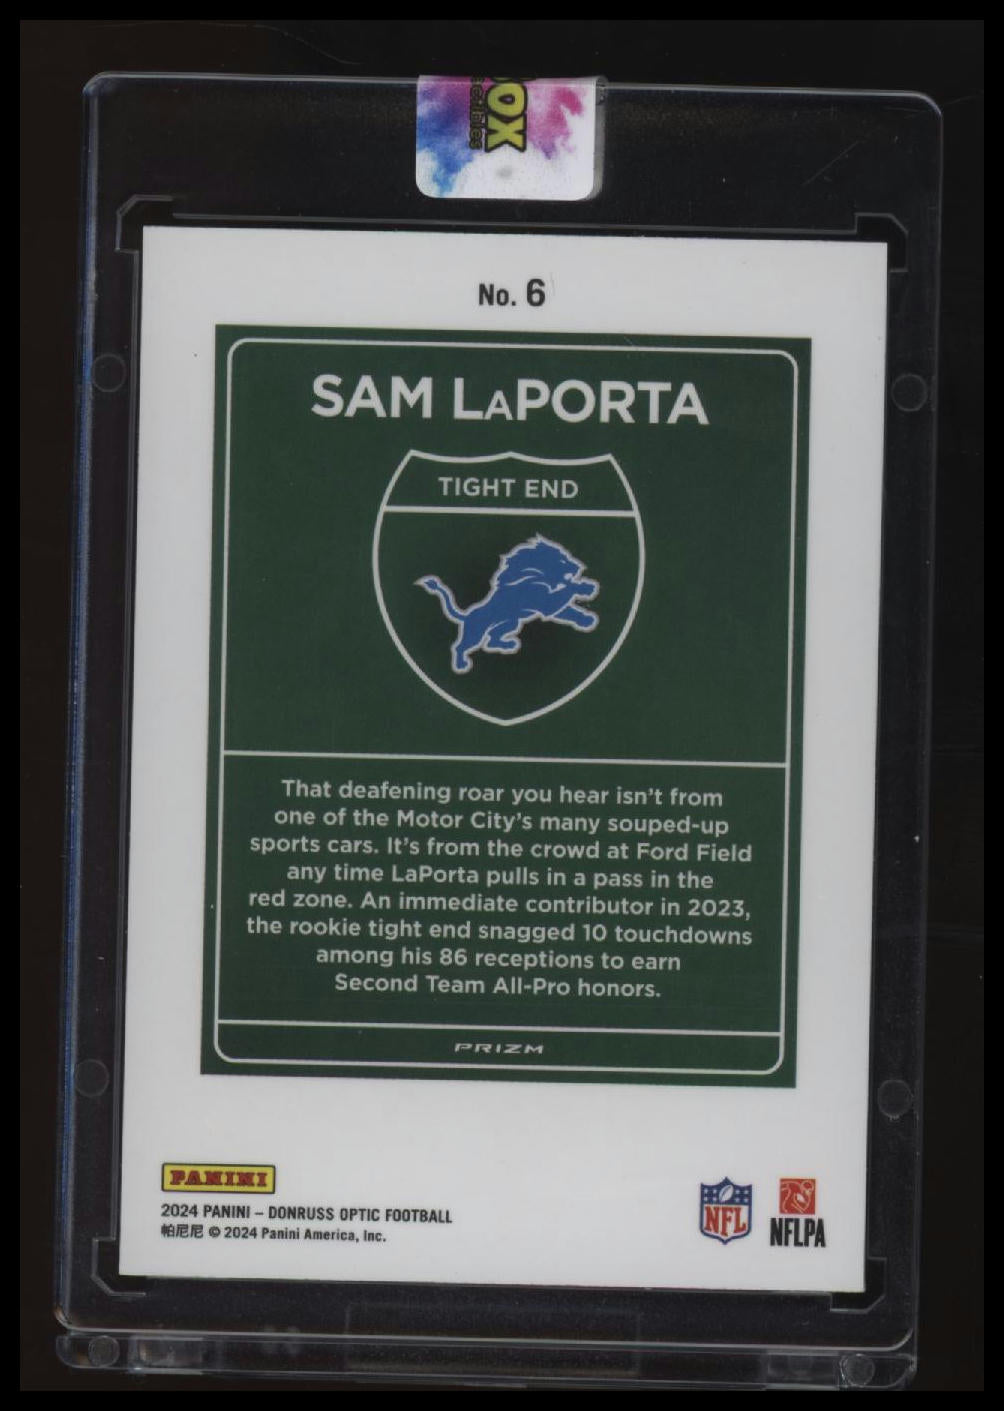 OX
No. 6
SAM LaPORTA
TIGHT END
That deafening roar you hear isn't from
one of the Motor City's many souped-up
sports cars. It's from the crowd at Ford Field
any time LaPorta pulls in a pass in the
red zone. An immediate contributor in 2023,
the rookie tight end snagged 10 touchdowns
among his 86 receptions to earn
Second Team All-Pro honors.
PRIZM
PANINI
2024 PANINI – DONRUSS OPTIC FOOTBALL
帕尼尼 © 2024 Panini America, Inc.
NFL
NFLPA